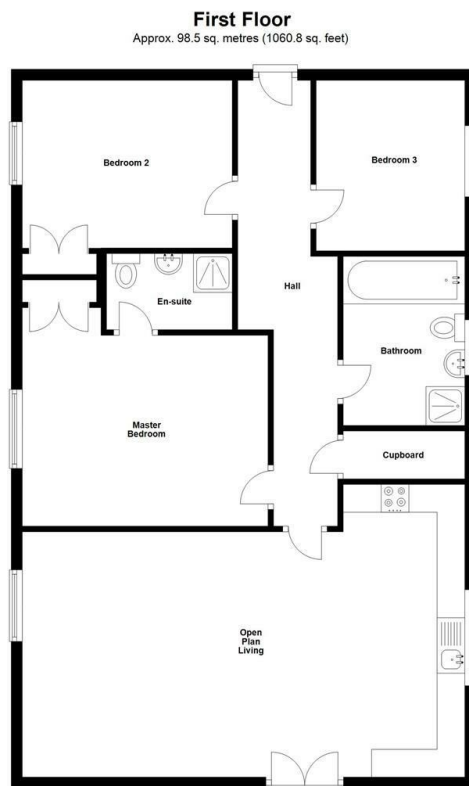 First Floor
Approx. 98.5 sq. metres (1060.8 sq. feet)
Bedroom 2
Bedroom 3
En-suite
Hall
Bathroom
Master
Bedroom
Cupboard
Open
Plan
Living